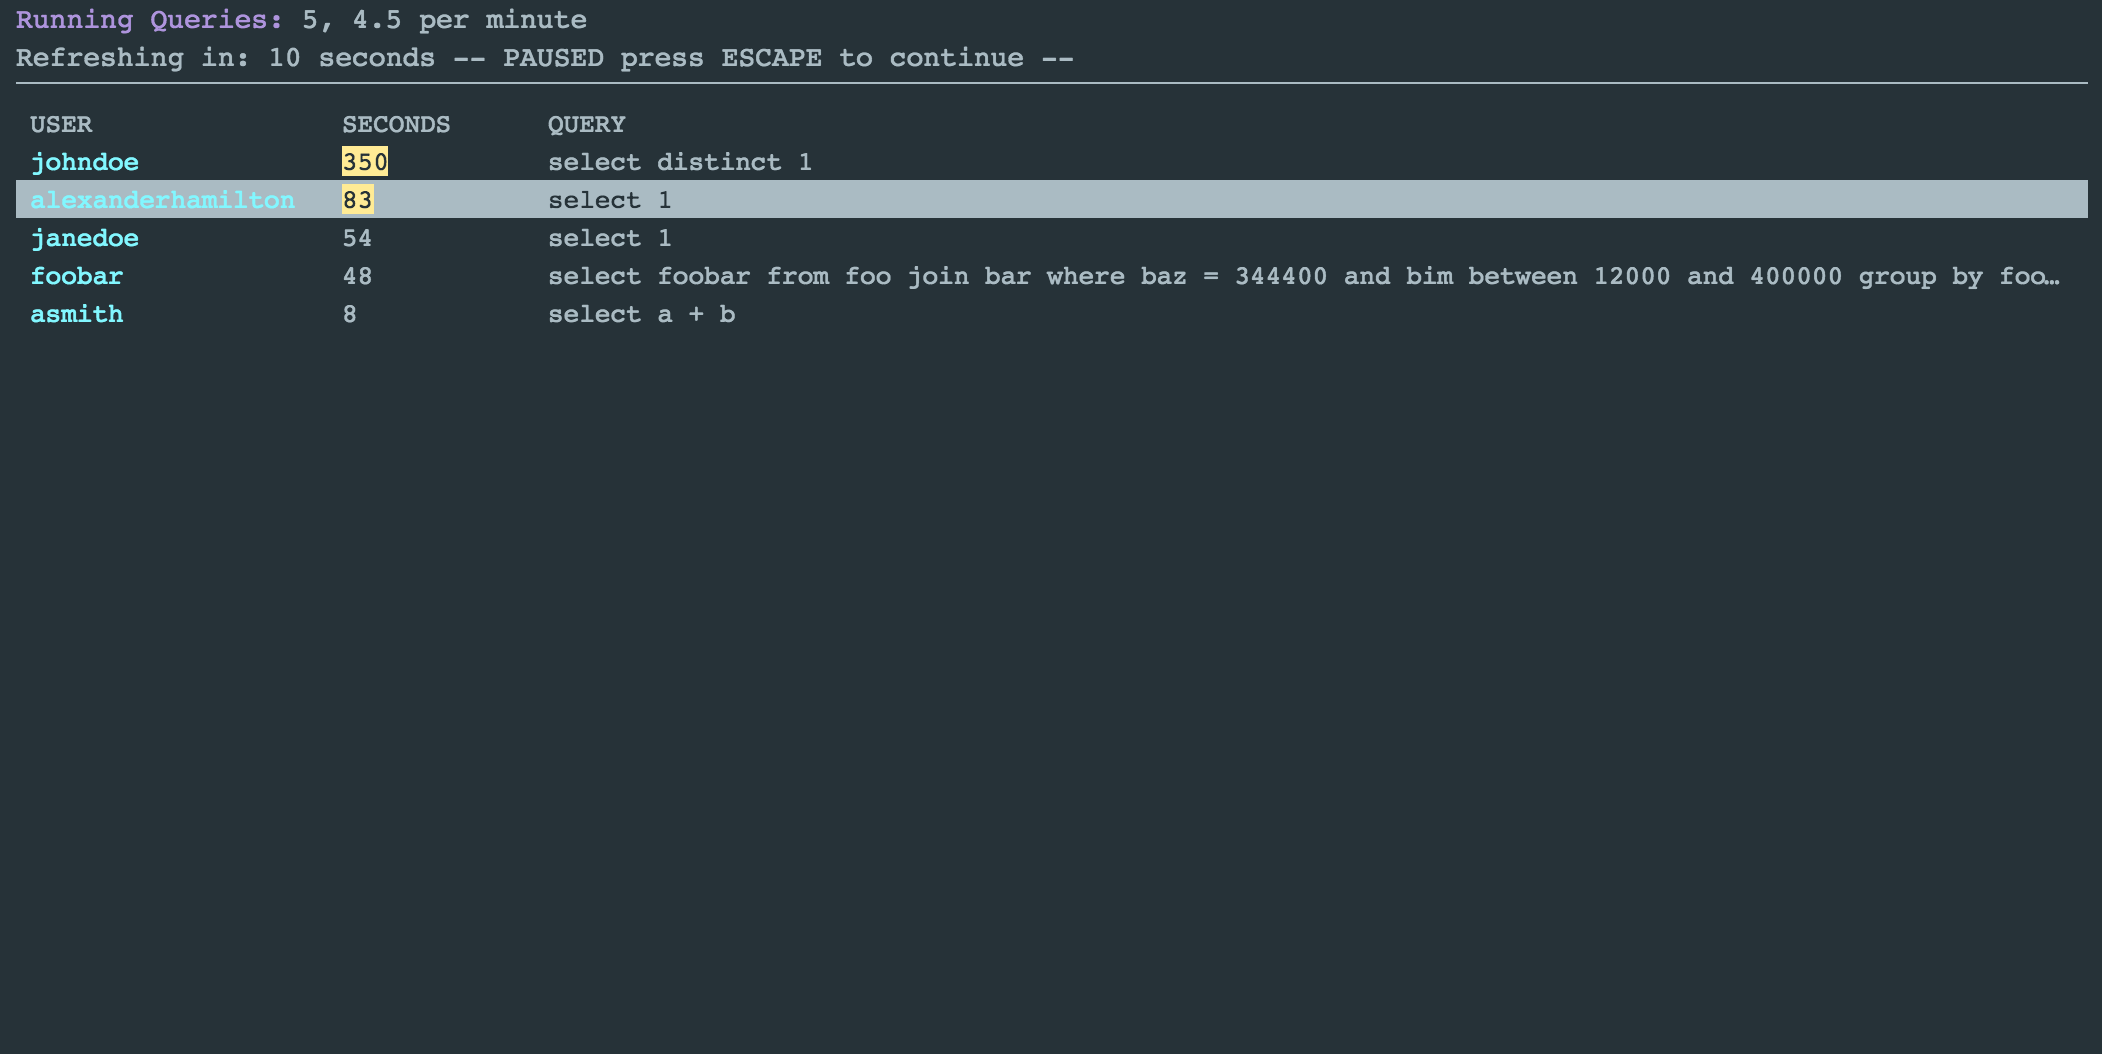 Running Queries: 5, 4.5 per minute
Refreshing in: 10 seconds -- PAUSED press ESCAPE to continue --
USER SECONDS QUERY
johndoe 350 select distinct 1
alexanderhamilton 83 select 1
janedoe 54 select 1
foobar 48 select foobar from foo join bar where baz = 344400 and bim between 12000 and 400000 group by foo…
asmith 8 select a + b